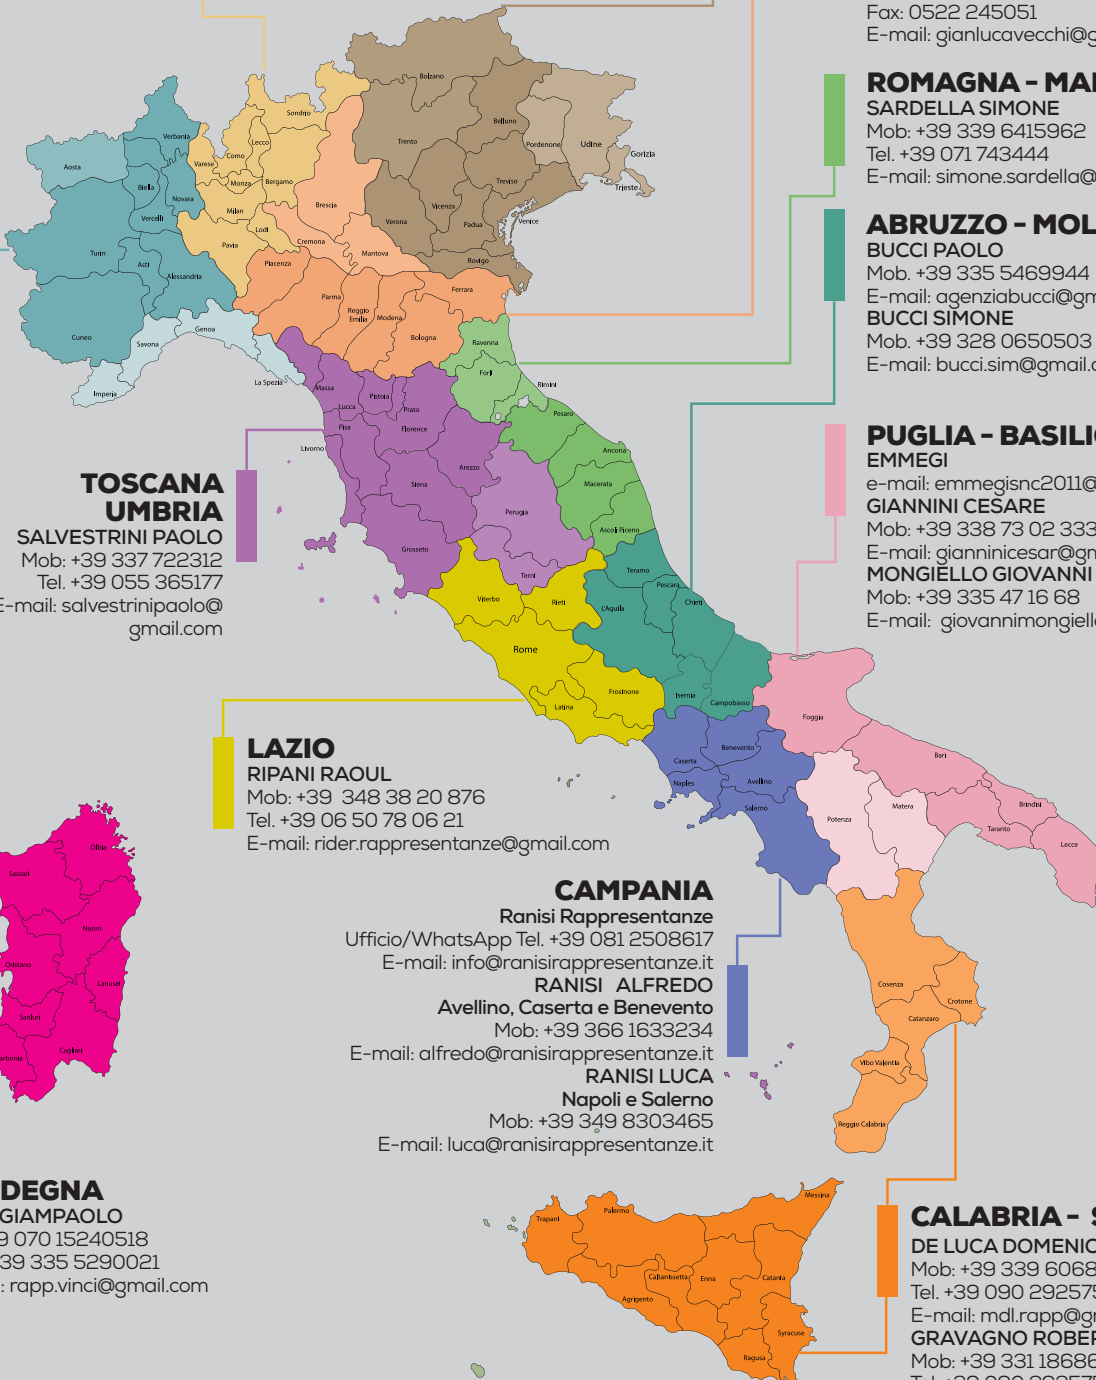 Fax: 0522 245051
E-mail: gianlucavecchi@g
ROMAGNA - MAR
SARDELLA SIMONE
Mob: +39 339 6415962
Tel. +39 071 743444
E-mail: simone.sardella@
ABRUZZO - MOL
BUCCI PAOLO
Mob. +39 335 5469944
E-mail: agenziabucci@gm
BUCCI SIMONE
Mob. +39 328 0650503
E-mail: bucci.sim@gmail.c
PUGLIA - BASILIC
EMMEGI
e-mail: emmegisnc2011@
GIANNINI CESARE
Mob: +39 338 73 02 333
E-mail: gianninicesar@gm
MONGIELLO GIOVANNI
Mob: +39 335 47 16 68
E-mail: giovannimongiello
TOSCANA
UMBRIA
SALVESTRINI PAOLO
Mob: +39 337 722312
Tel. +39 055 365177
E-mail: salvestrinipaolo@
gmail.com
LAZIO
RIPANI RAOUL
Mob: +39 348 38 20 876
Tel. +39 06 50 78 06 21
E-mail: rider.rappresentanze@gmail.com
CAMPANIA
Ranisi Rappresentanze
Ufficio/WhatsApp Tel. +39 081 2508617
E-mail: info@ranisirappresentanze.it
RANISI ALFREDO
Avellino, Caserta e Benevento
Mob: +39 366 1633234
E-mail: alfredo@ranisirappresentanze.it
RANISI LUCA
Napoli e Salerno
Mob: +39 349 8303465
E-mail: luca@ranisirappresentanze.it
DEGNA
GIAMPAOLO
9 070 15240518
39 335 5290021
: rapp.vinci@gmail.com
CALABRIA - S
DE LUCA DOMENIC
Mob: +39 339 6068
Tel. +39 090 292575
E-mail: mdl.rapp@gm
GRAVAGNO ROBER
Mob: +39 331 18686
Bolzano
Sondrio
Belluno
Verbania
Trento
Pordenone
Udine
Gorizia
Aosta
Varese
Como
Lecco
Biella
Monza
Bergamo
Treviso
Trieste
Novara
Brescia
Vicenza
Milan
Vercelli
Verona
Padua
Venice
Lodi
Pavia
Cremona
Mantova
Turin
Asti
Piacenza
Rovigo
Alessandria
Parma
Ferrara
Reggio
Emilia
Modena
Cuneo
Genoa
Bologna
Savona
Ravenna
La Spezia
Forlì
Imperia
Massa
Rimini
Pistoia
Lucca
Prato
Pesaro
Pisa
Florence
Livorno
Ancona
Arezzo
Siena
Macerata
Perugia
Ascoli Piceno
Grosseto
Terni
Teramo
Viterbo
Rieti
Pescara
L'Aquila
Chieti
Rome
Frosinone
Latina
Isernia
Campobasso
Foggia
Benevento
Caserta
Bari
Naples
Avellino
Salerno
Matera
Brindisi
Potenza
Taranto
Lecce
Olbia
Sassari
Nuoro
Oristano
Lanusei
Sanluri
Cagliari
arbonia
Cosenza
Crotone
Catanzaro
Vibo Valentia
Reggio Calabria
Messina
Palermo
Trapani
Caltanissetta
Enna
Catania
Agrigento
Syracuse
Ragusa